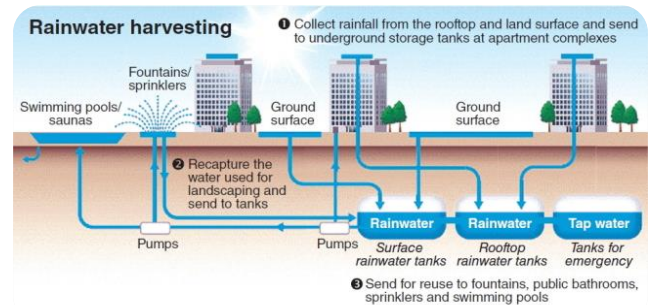 Rainwater harvesting
❶ Collect rainfall from the rooftop and land surface and send
to underground storage tanks at apartment complexes
Fountains/
sprinklers
Swimming pools/
saunas
Ground
surface
Ground
surface
❷ Recapture the
water used for
landscaping and
send to tanks
Rainwater
Rainwater
Tap water
Pumps
Pumps
Surface
rainwater tanks
Rooftop
rainwater tanks
Tanks for
emergency
❸ Send for reuse to fountains, public bathrooms,
sprinklers and swimming pools